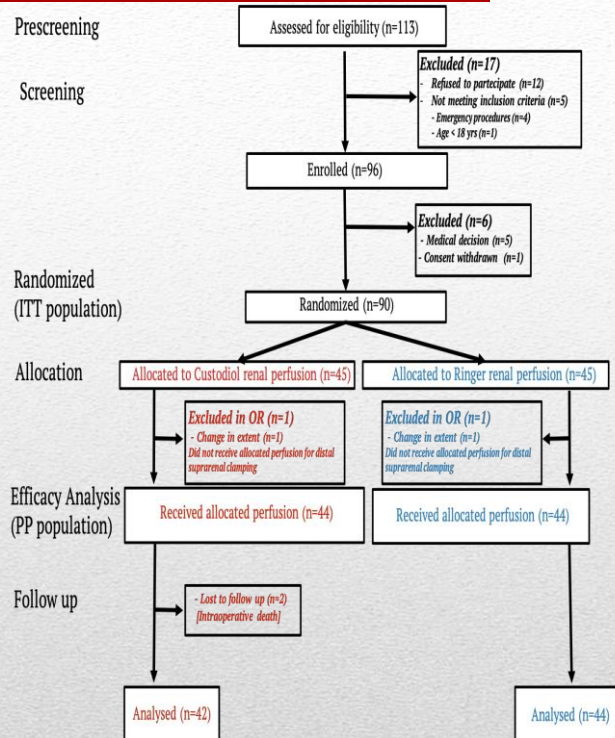 Prescreening
Assessed for eligibility (n=113)
Excluded (n=17)
- Refused to partecipate (n=12)
- Not meeting inclusion criteria (n=5)
- Emergency procedures (n=4)
- Age < 18 yrs (n=1)
Screening
Enrolled (n=96)
Excluded (n=6)
- Medical decision (n=5)
- Consent withdrawn (n=1)
Randomized
(ITT population)
Randomized (n=90)
Allocation
Allocated to Custodiol renal perfusion (n=45)
Allocated to Ringer renal perfusion (n=45)
Excluded in OR (n=1)
- Change in extent (n=1)
Did not receive allocated perfusion for distal
suprarenal clamping
Excluded in OR (n=1)
- Change in extent (n=1)
Did not receive allocated perfusion for distal
suprarenal clamping
Efficacy Analysis
(PP population)
Received allocated perfusion (n=44)
Received allocated perfusion (n=44)
Follow up
- Lost to follow up (n=2)
[Intraoperative death]
Analysed (n=42)
Analysed (n=44)